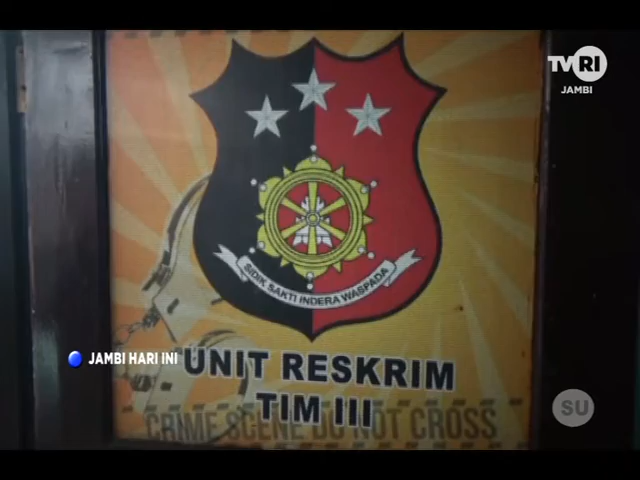 TVRI
JAMBI
SIDIK SAKTI INDERA WASPADA
JAMBI HARI INI
UNIT RESKRIM
TIM III
CRIME SCENE DO NOT CROSS
SU